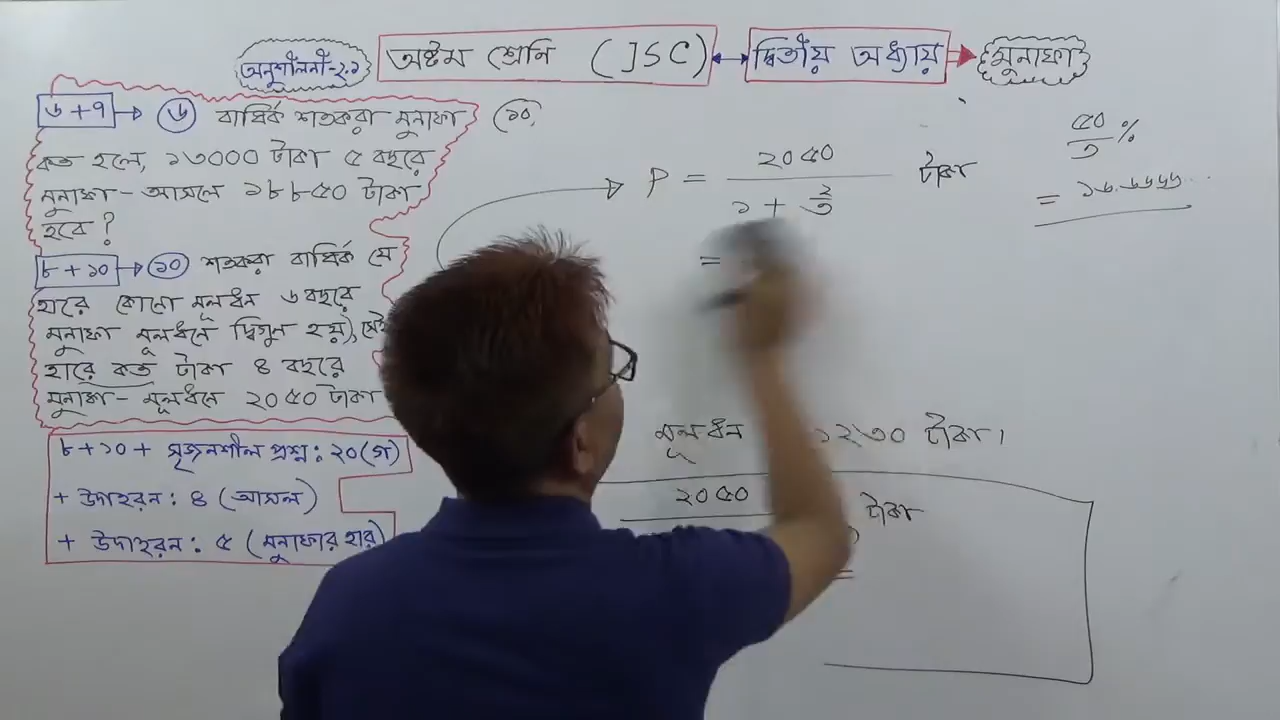 অনুশীলনী-২.১ অষ্টম শ্রেনি (JSC) দ্বিতীয় অধ্যায় মুনাফা
৬+৭ → ৬ বার্ষিক শতকরা মুনাফা
কত হলে, ১৩০০০ টাকা ৫ বছরে
মুনাফা-আসলে ১৮৮৫০ টাকা
হবে?
৮+১০ → ১০ শতকরা বার্ষিক যে
হারে কোনো মূলধন ৬ বছরে
মুনাফা মূলধনে দ্বিগুন হয়, সেই
হারে কত টাকা ৪ বছরে
মুনাফা-মূলধনে ২০৫০ টাকা
৮+১০+ সৃজনশীল প্রশ্ন: ২০(গ)
+ উদাহরন: ৪ (আসল)
+ উদাহরন: ৫ (মুনাফার হার)
(১০)
P = ২০৫০ / ১ + ২/৩ টাকা
=
মূলধন ১২৩০ টাকা।
২০৫০ টাকা
৫০/৩ %
= ১৬.৬৬৬৬...